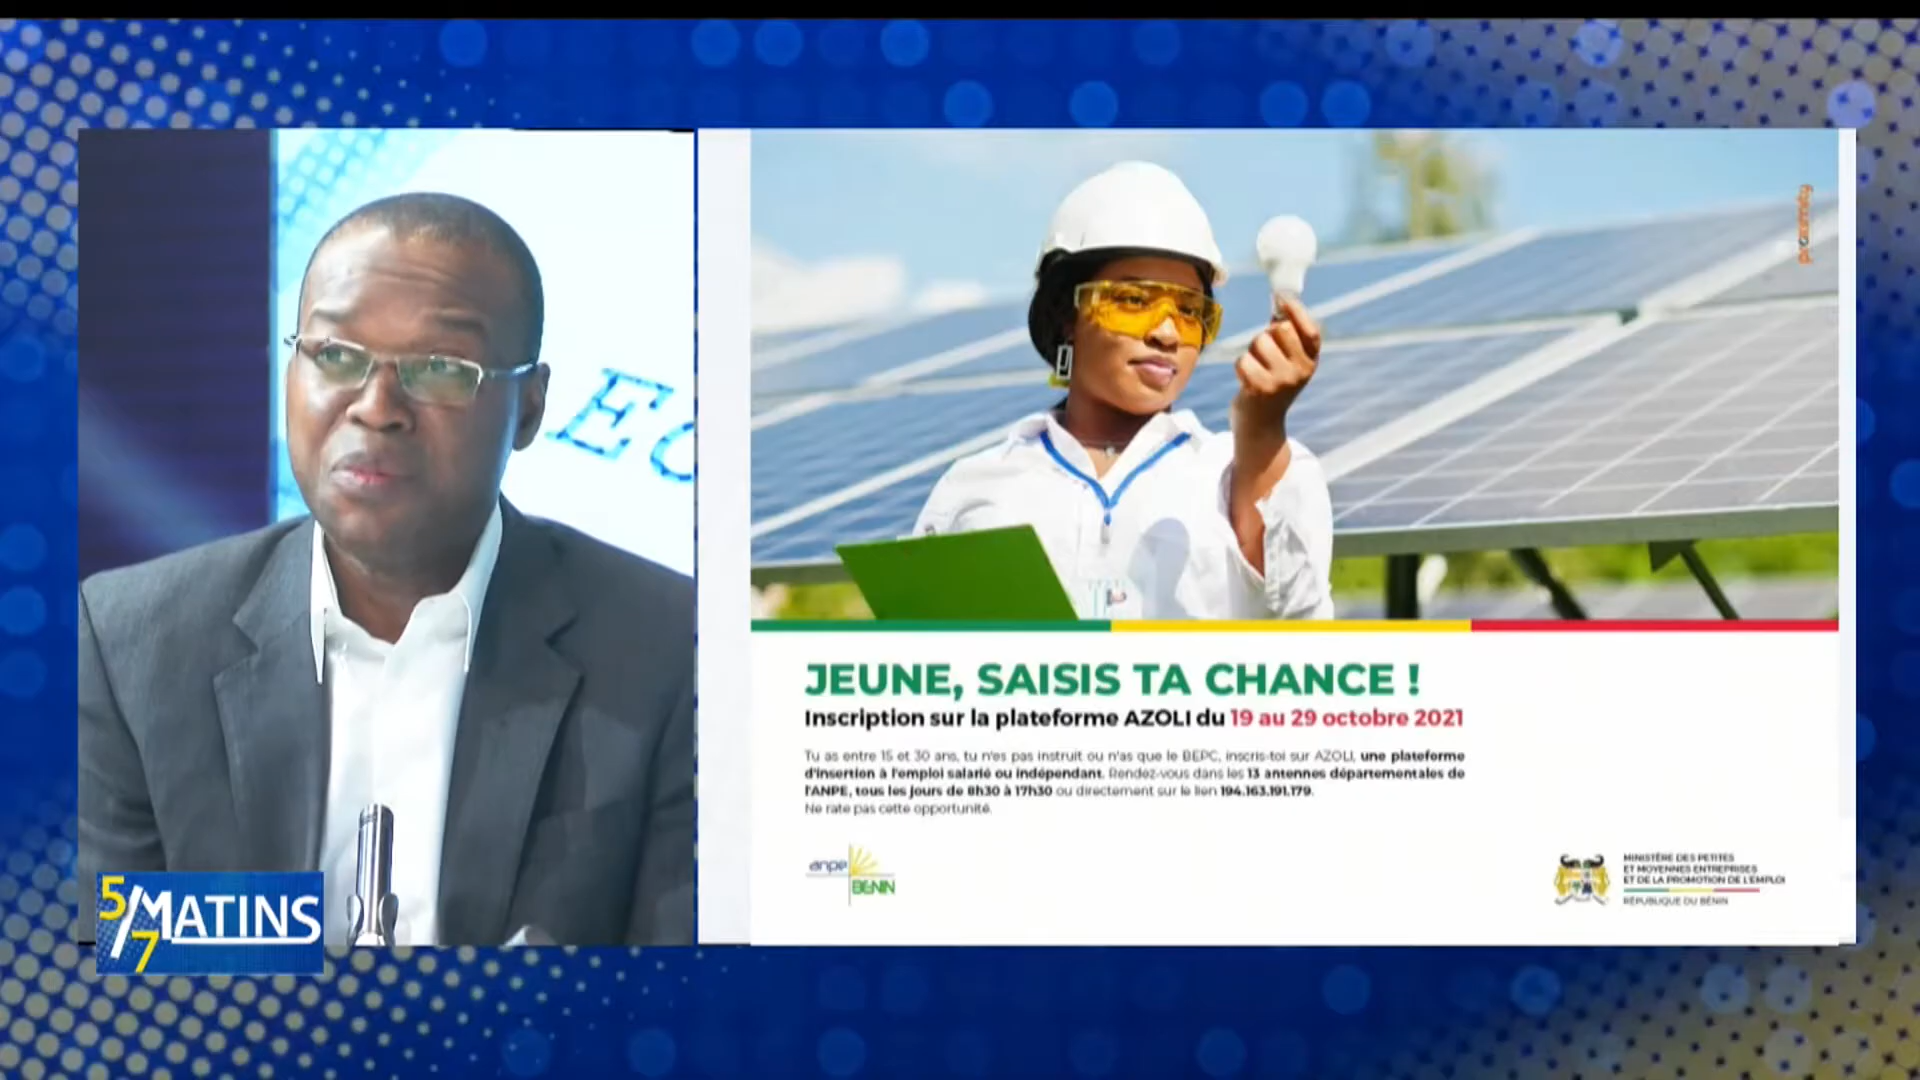 Ec
proximity
JEUNE, SAISIS TA CHANCE !
Inscription sur la plateforme AZOLI du 19 au 29 octobre 2021
Tu as entre 15 et 30 ans, tu n'es pas instruit ou n'as que le BEPC, inscris-toi sur AZOLI, une plateforme
d'insertion à l'emploi salarié ou indépendant. Rendez-vous dans les 13 antennes départementales de
l'ANPE, tous les jours de 8h30 à 17h30 ou directement sur le lien 194.163.191.179.
Ne rate pas cette opportunité.
anpe
BENIN
MINISTÈRE DES PETITES
ET MOYENNES ENTREPRISES
ET DE LA PROMOTION DE L'EMPLOI
RÉPUBLIQUE DU BÉNIN
5/7 MATINS